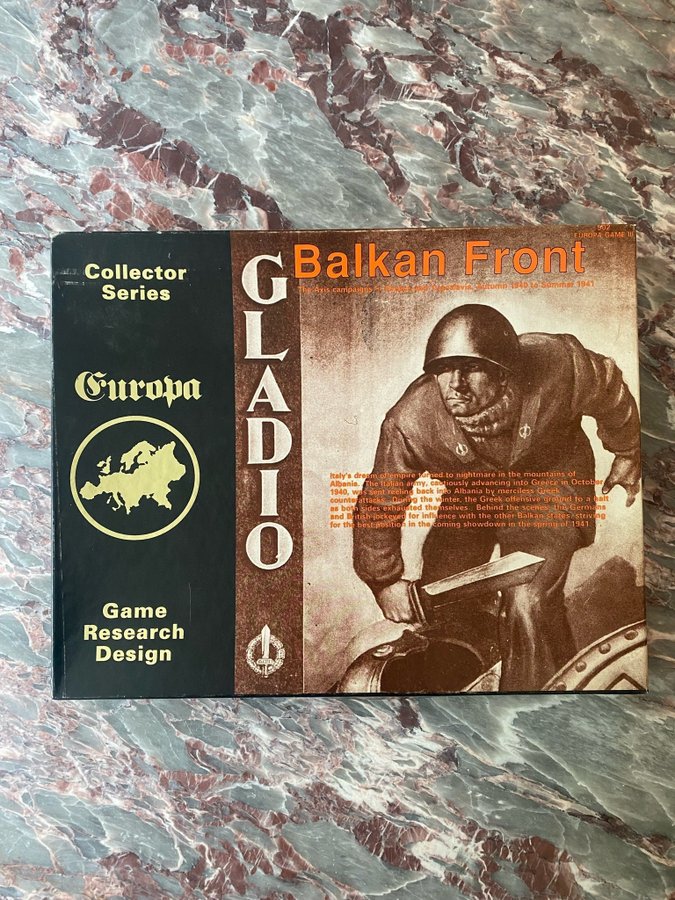 Collector
Series
Europa
Game
Research
Design
GLADIO
EUROPA GAME III
Balkan Front
The Axis campaigns in Greece and Yugoslavia, Autumn 1940 to Summer 1941
Italy's dream of empire turned to nightmare in the mountains of
Albania. The Italian army, cautiously advancing into Greece in October
1940, was sent reeling back into Albania by merciless Greek
counterattacks. During the winter, the Greek offensive ground to a halt
as both sides exhausted themselves. Behind the scenes, the Germans
and British jockeyed for influence with the other Balkan states, striving
for the best position in the coming showdown in the spring of 1941.